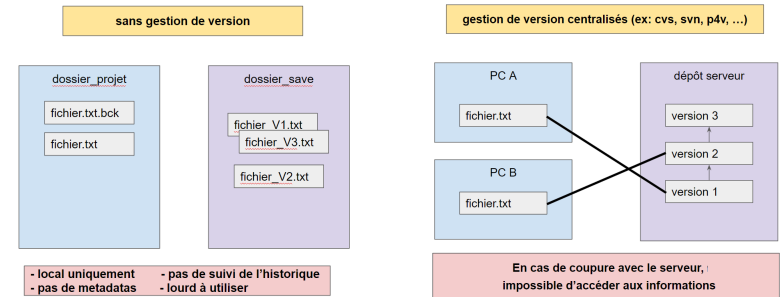 sans gestion de version
dossier_projet
fichier.txt.bck
fichier.txt
dossier_save
fichier_V1.txt
fichier_V3.txt
fichier_V2.txt
- local uniquement - pas de suivi de l'historique
- pas de metadatas - lourd à utiliser
gestion de version centralisés (ex: cvs, svn, p4v, …)
PC A
fichier.txt
PC B
fichier.txt
dépôt serveur
version 3
version 2
version 1
En cas de coupure avec le serveur,
impossible d'accéder aux informations